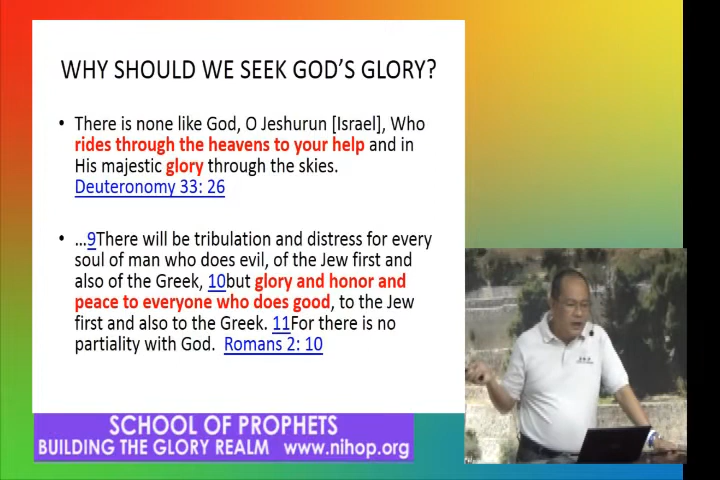 WHY SHOULD WE SEEK GOD'S GLORY?
• There is none like God, O Jeshurun [Israel], Who
rides through the heavens to your help and in
His majestic glory through the skies.
Deuteronomy 33: 26
• …9There will be tribulation and distress for every
soul of man who does evil, of the Jew first and
also of the Greek, 10but glory and honor and
peace to everyone who does good, to the Jew
first and also to the Greek. 11For there is no
partiality with God. Romans 2: 10
SCHOOL OF PROPHETS
BUILDING THE GLORY REALM www.nihop.org